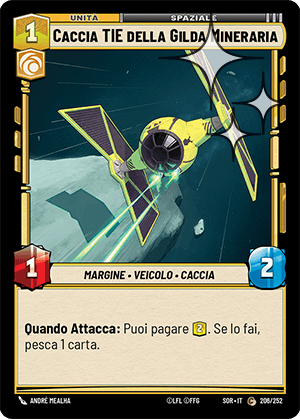 UNITÀ
SPAZIALE
1
Caccia TIE della Gilda Mineraria
1
2
MARGINE • VEICOLO • CACCIA
Quando Attacca: Puoi pagare 2. Se lo fai,
pesca 1 carta.
ANDRÉ MEALHA
©LFL ©FFG
SOR • IT
C
206/252